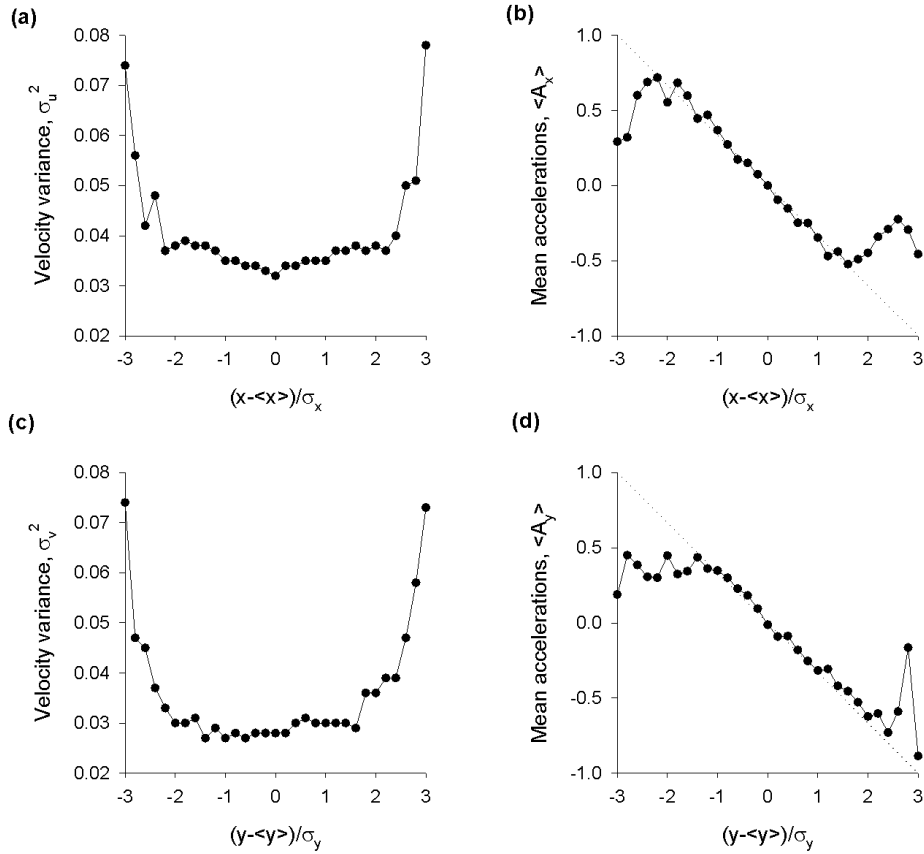 (a)
Velocity variance, σu²
0.08
0.07
0.06
0.05
0.04
0.03
0.02
-3 -2 -1 0 1 2 3
(x-<x>)/σx
(b)
Mean accelerations, <Ax>
1.0
0.5
0.0
-0.5
-1.0
-3 -2 -1 0 1 2 3
(x-<x>)/σx
(c)
Velocity variance, σv²
0.08
0.07
0.06
0.05
0.04
0.03
0.02
-3 -2 -1 0 1 2 3
(y-<y>)/σy
(d)
Mean accelerations, <Ay>
1.0
0.5
0.0
-0.5
-1.0
-3 -2 -1 0 1 2 3
(y-<y>)/σy